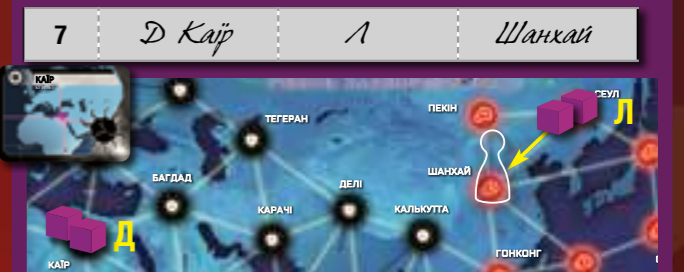 7 Д Каїр Л Шанхай
КАЇР
СЕУЛ
ПЕКІН
Л
ТЕГЕРАН
ШАНХАЙ
БАГДАД
ДЕЛІ
КАРАЧІ
КАЛЬКУТТА
Д
ГОНКОНГ
КАЇР